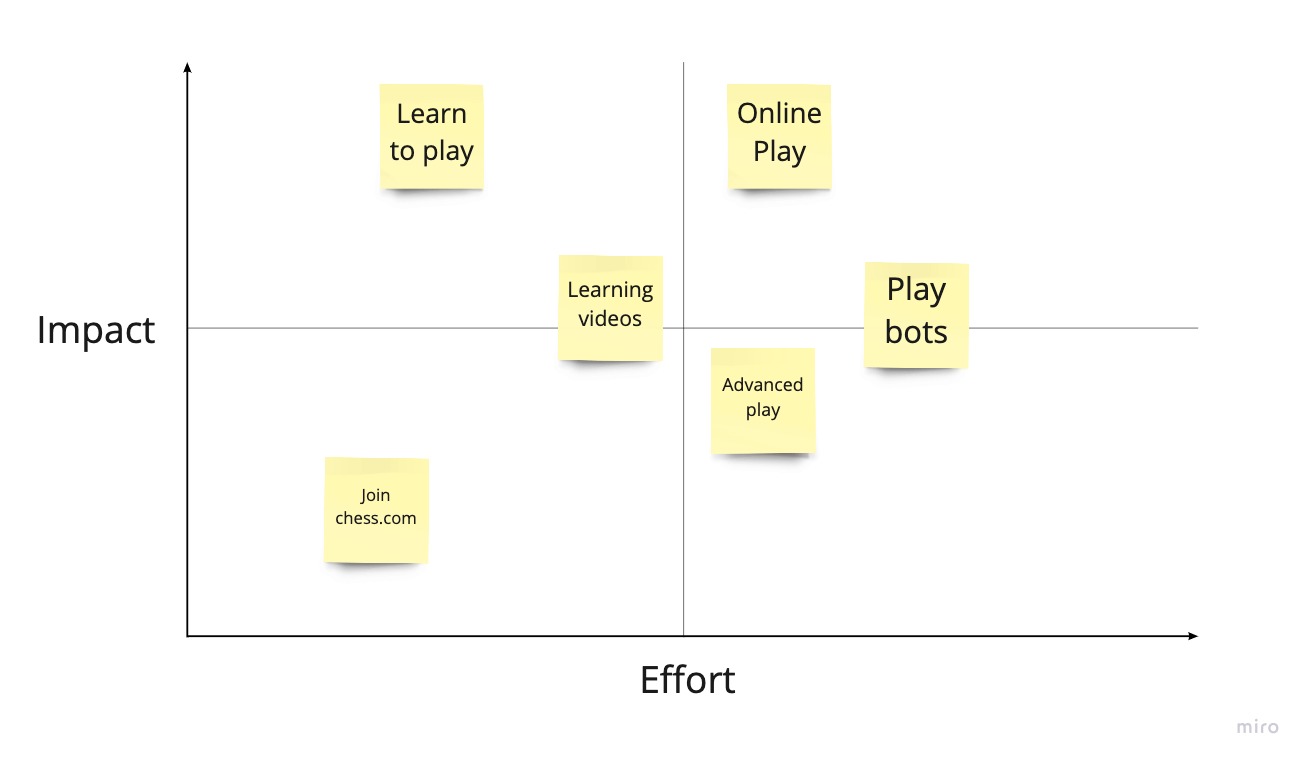 Learn
to play
Online
Play
Learning
videos
Play
bots
Impact
Advanced
play
Join
chess.com
Effort
miro